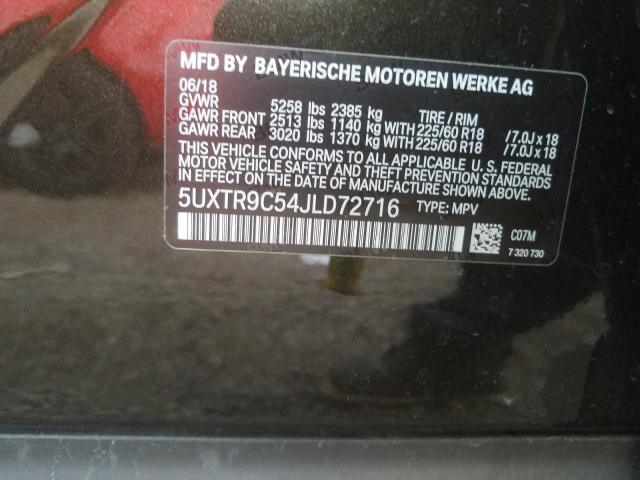 MFD BY BAYERISCHE MOTOREN WERKE AG
06/18
GVWR 5258 lbs 2385 kg TIRE / RIM
GAWR FRONT 2513 lbs 1140 kg WITH 225/60 R18 /7.0J x 18
GAWR REAR 3020 lbs 1370 kg WITH 225/60 R18 /7.0J x 18
THIS VEHICLE CONFORMS TO ALL APPLICABLE U. S. FEDERAL
MOTOR VEHICLE SAFETY AND THEFT PREVENTION STANDARDS
IN EFFECT ON THE DATE OF MANUFACTURE SHOWN ABOVE.
5UXTR9C54JLD72716 TYPE: MPV
C07M
7 320 730